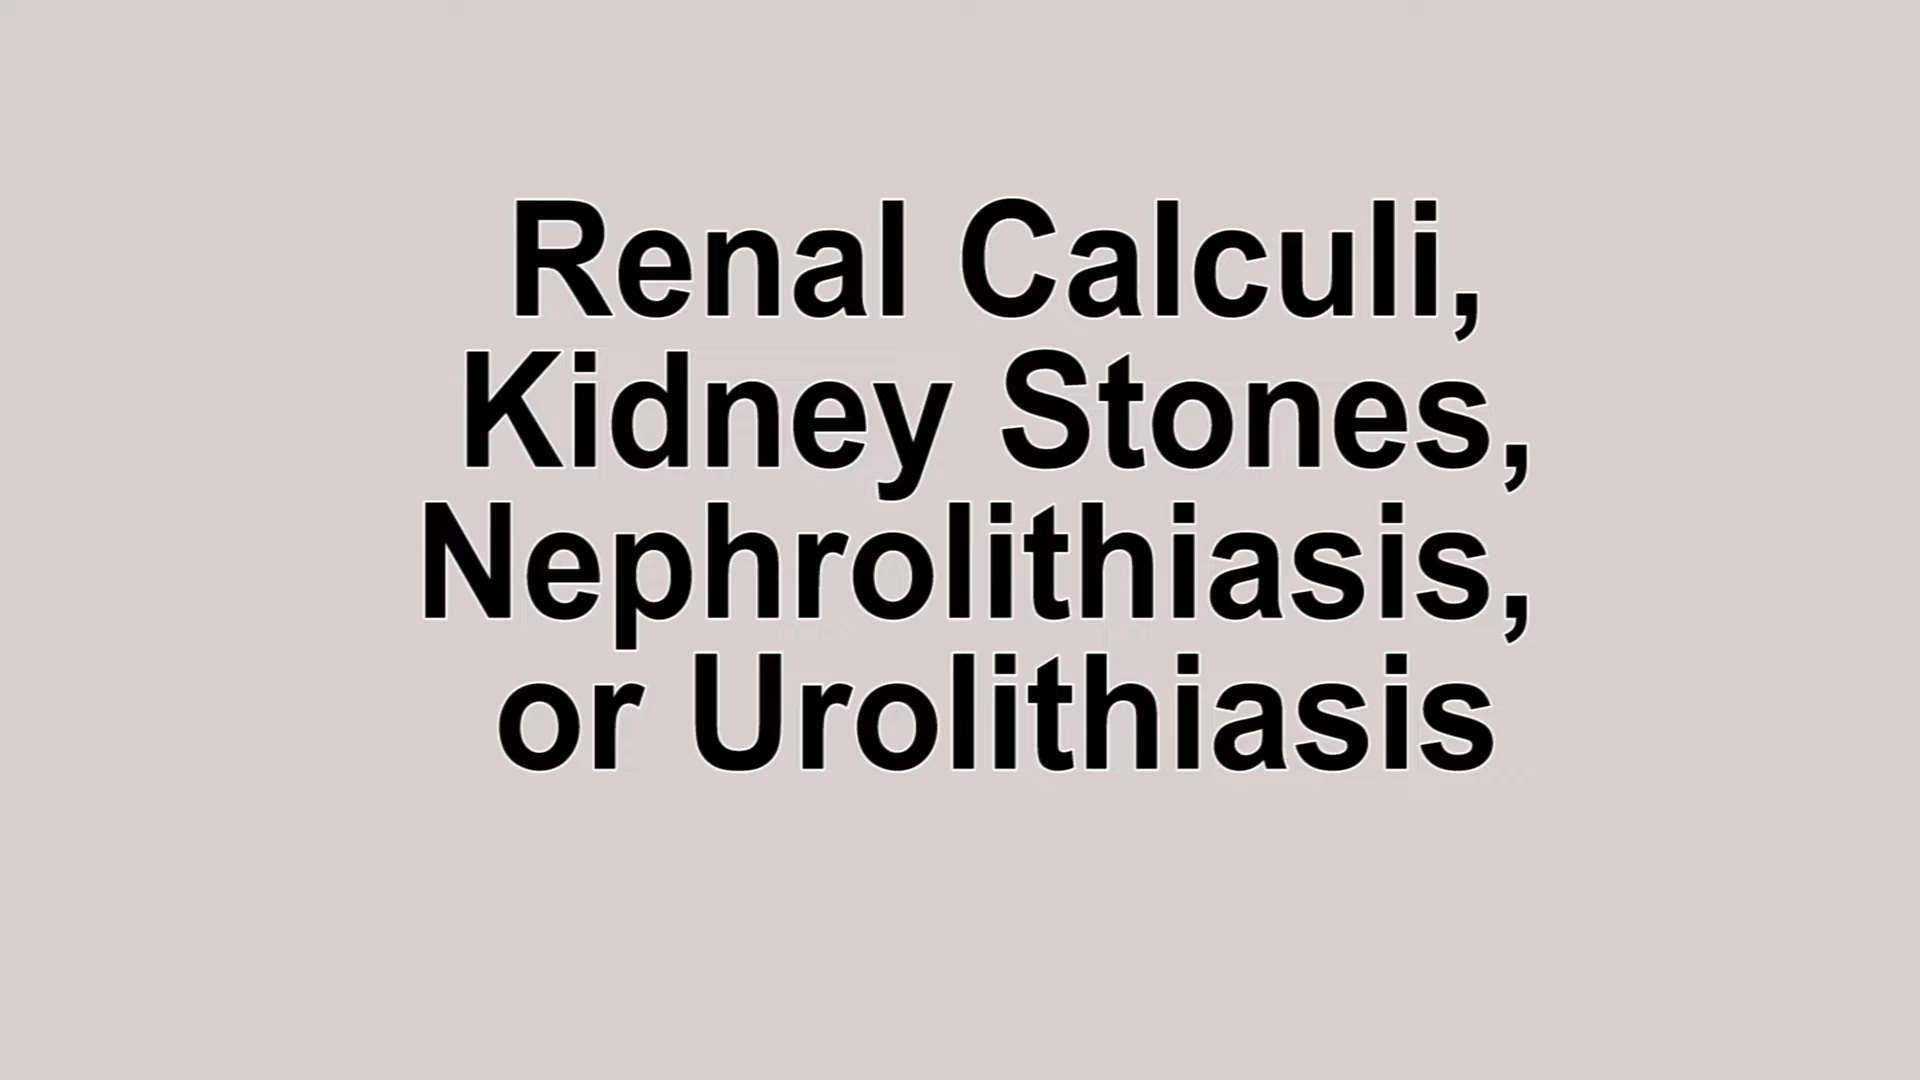 Renal Calculi,
Kidney Stones,
Nephrolithiasis,
or Urolithiasis